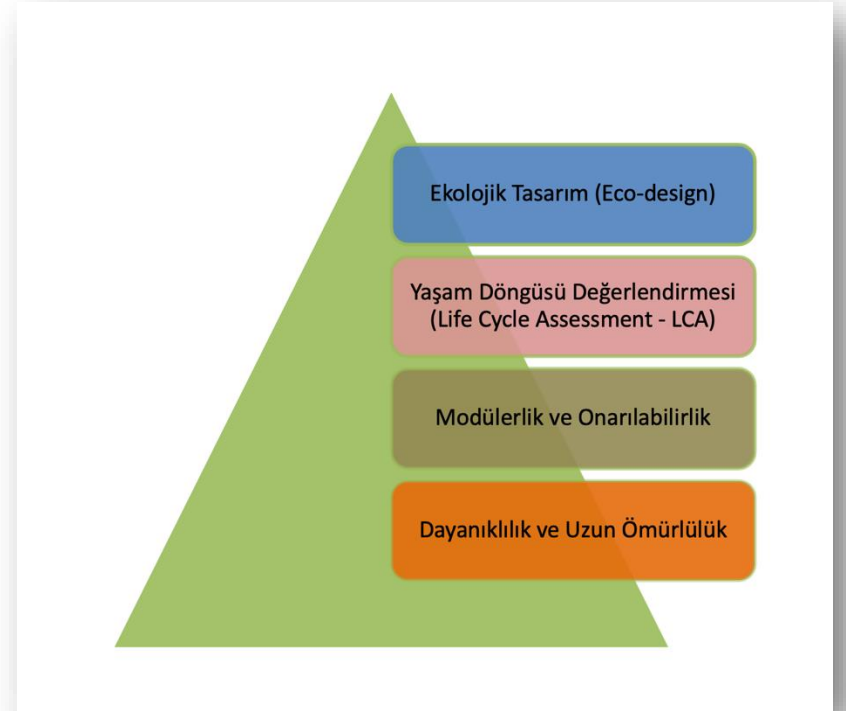 Ekolojik Tasarım (Eco-design)
Yaşam Döngüsü Değerlendirmesi
(Life Cycle Assessment - LCA)
Modülerlik ve Onarılabilirlik
Dayanıklılık ve Uzun Ömürlülük